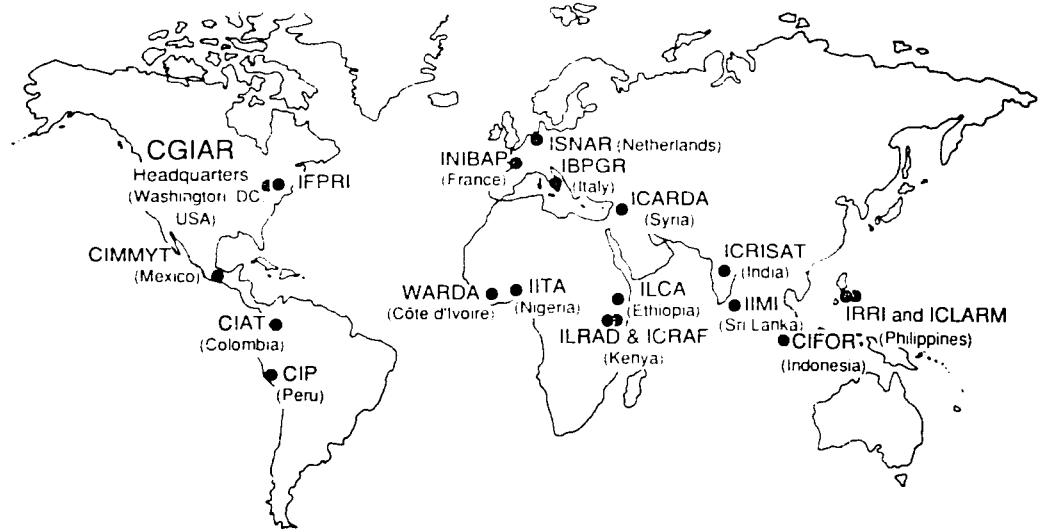 CGIAR
Headquarters
(Washington DC
USA)
IFPRI
CIMMYT
(Mexico)
CIAT
(Colombia)
CIP
(Peru)
ISNAR (Netherlands)
INIBAP
(France)
IBPGR
(Italy)
ICARDA
(Syria)
WARDA
(Côte d'Ivoire)
IITA
(Nigeria)
ILCA
(Ethiopia)
ILRAD & ICRAF
(Kenya)
ICRISAT
(India)
IIMI
(Sri Lanka)
IRRI and ICLARM
(Philippines)
CIFOR
(Indonesia)